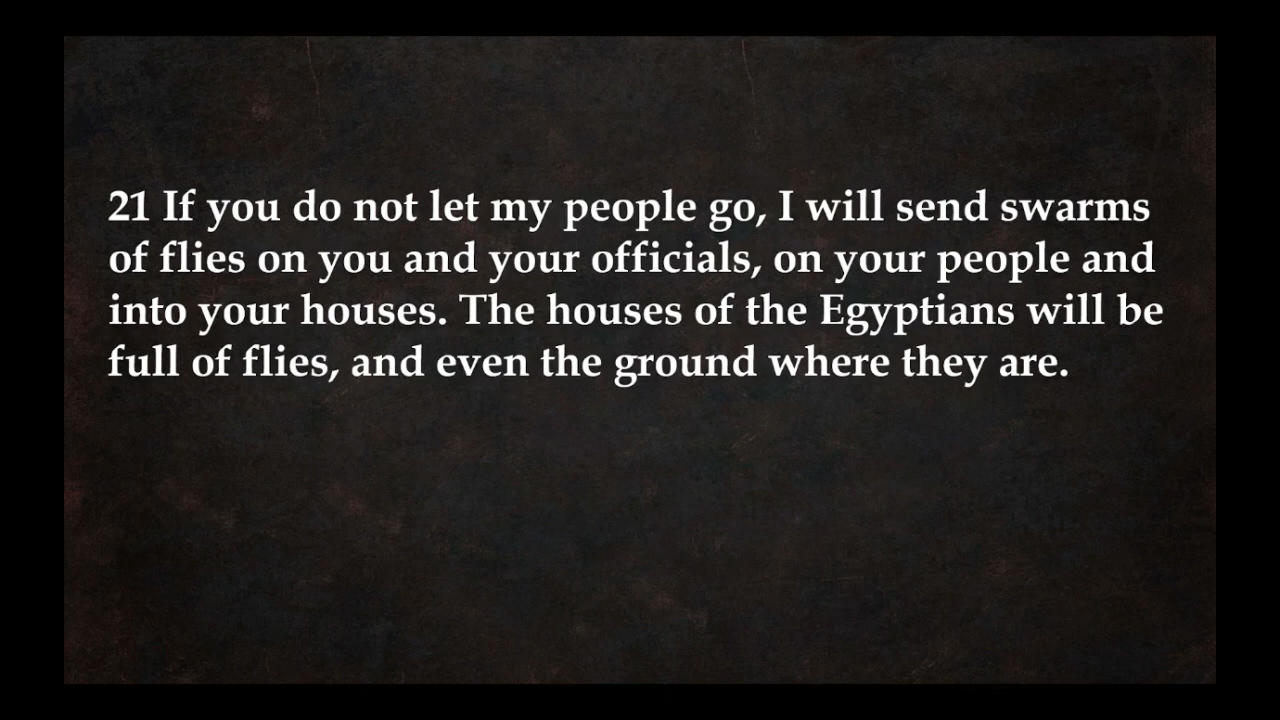 21 If you do not let my people go, I will send swarms
of flies on you and your officials, on your people and
into your houses. The houses of the Egyptians will be
full of flies, and even the ground where they are.